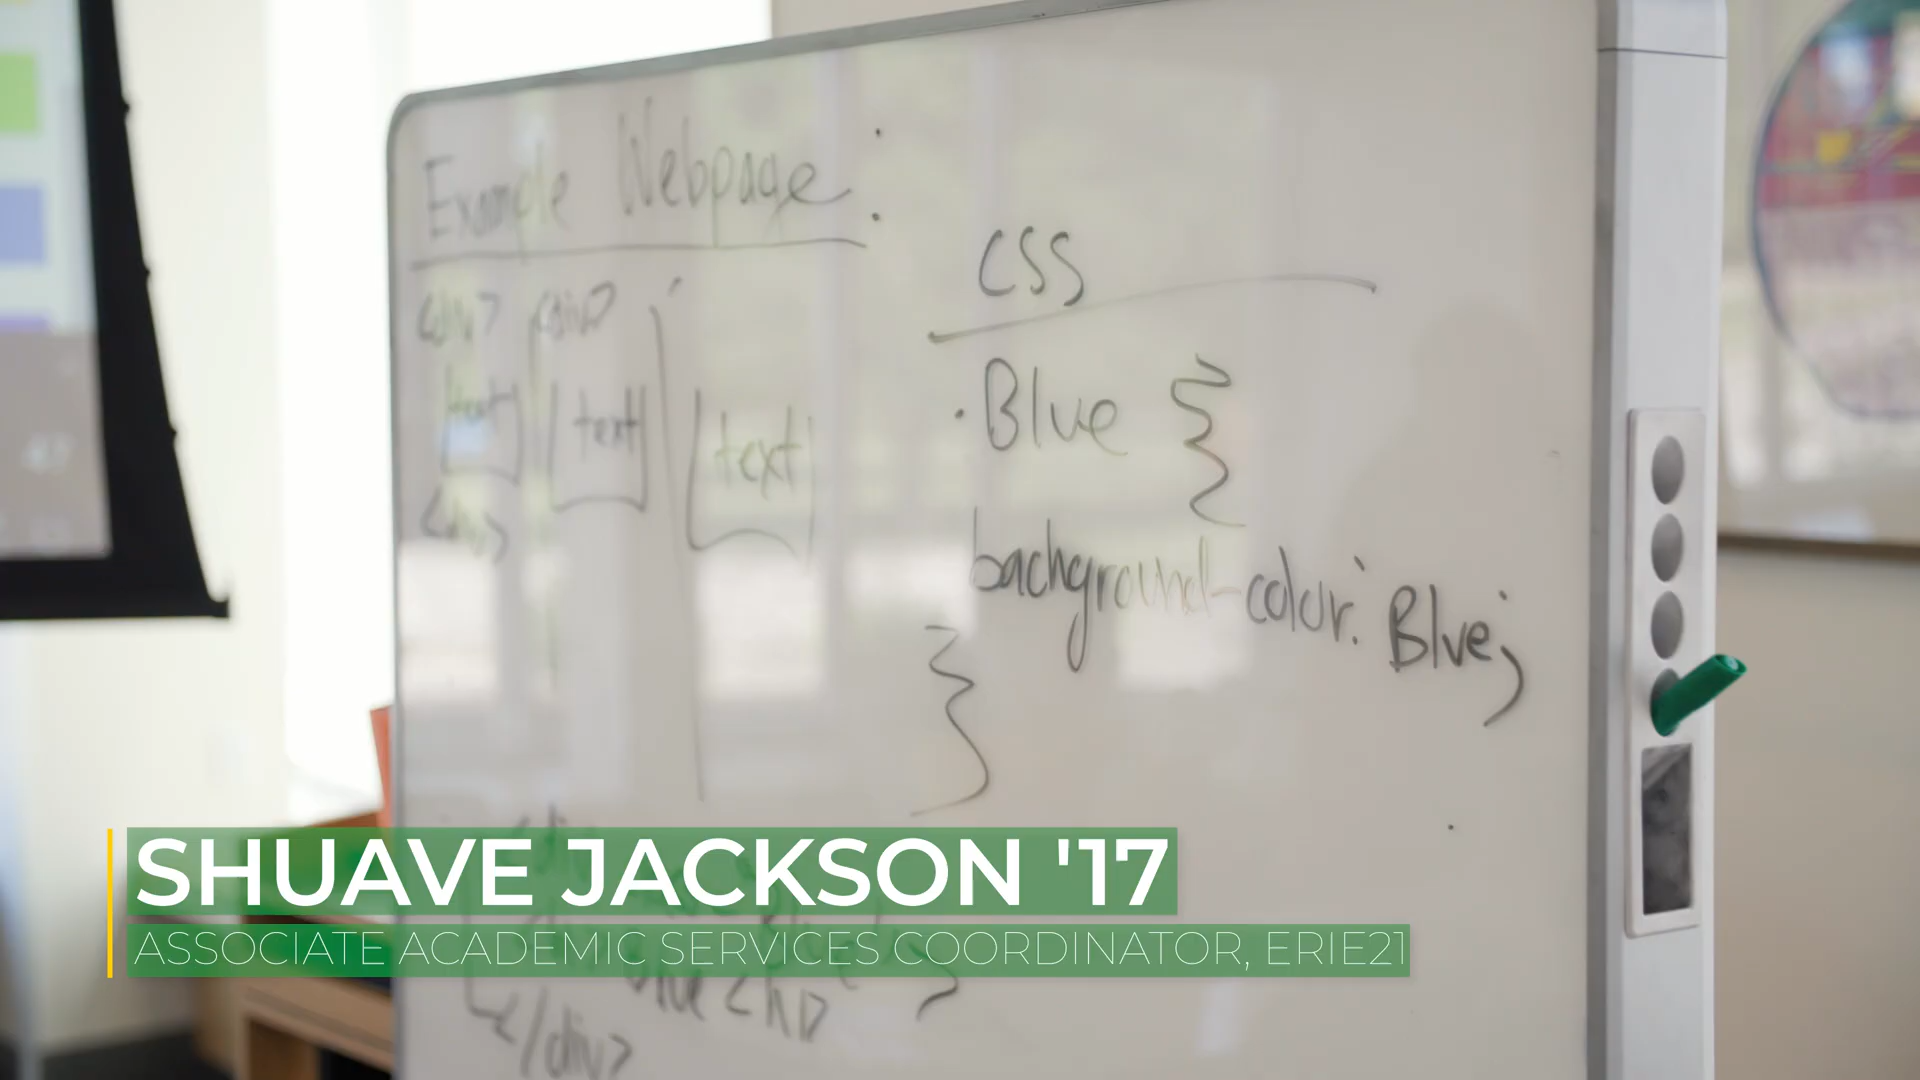 Example Webpage:
<div> <div>
text text text
CSS
.Blue {
background-color: Blue;
}
</div>
SHUAVE JACKSON '17
ASSOCIATE ACADEMIC SERVICES COORDINATOR, ERIE21